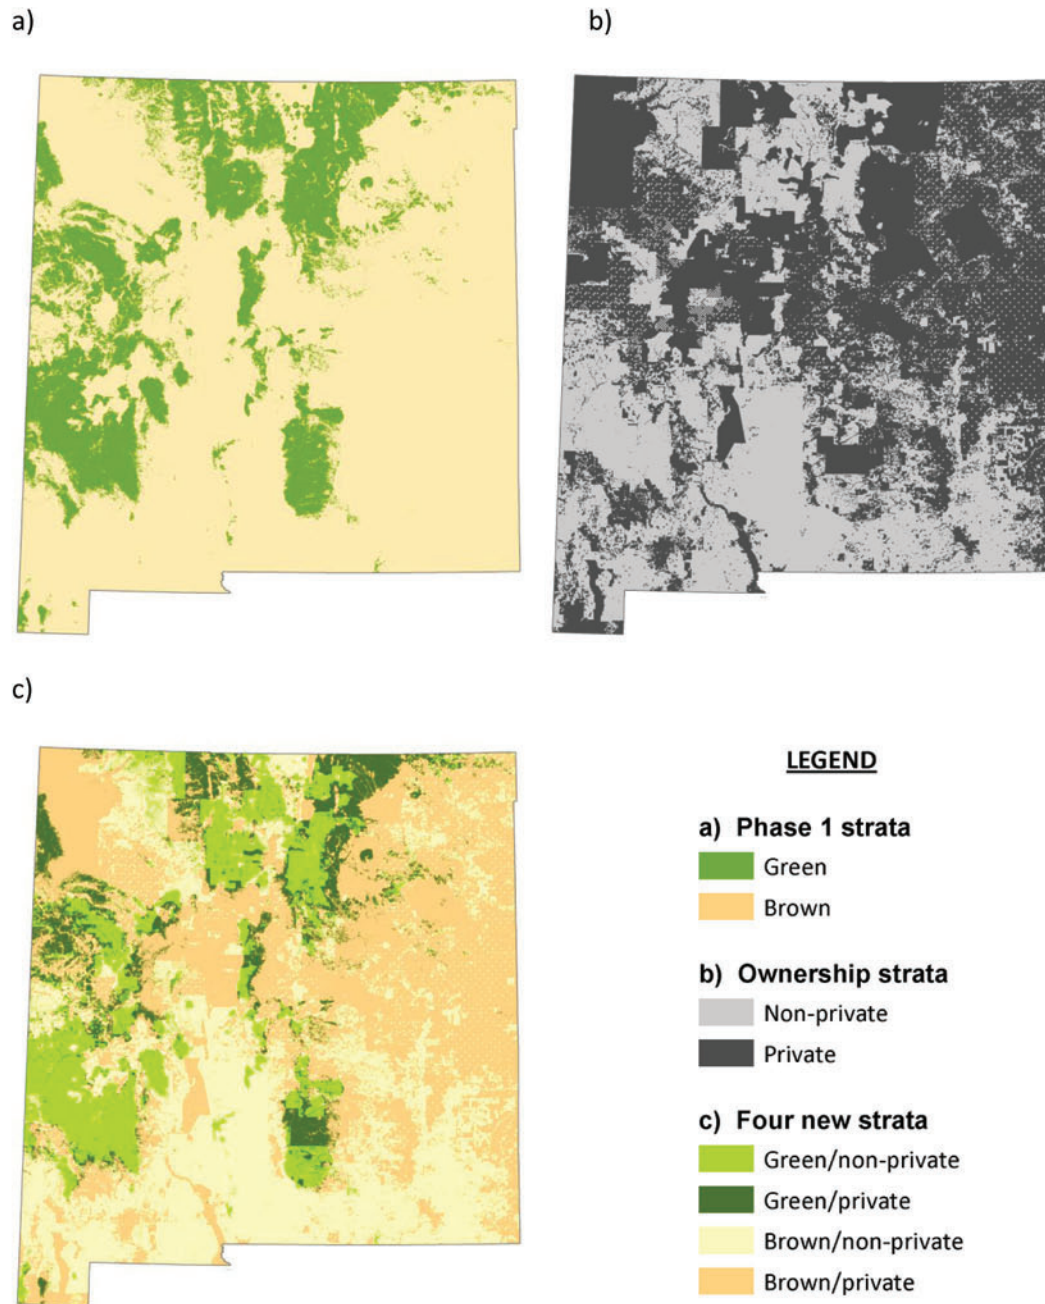 a)
b)
c)
LEGEND
a) Phase 1 strata
Green
Brown
b) Ownership strata
Non-private
Private
c) Four new strata
Green/non-private
Green/private
Brown/non-private
Brown/private